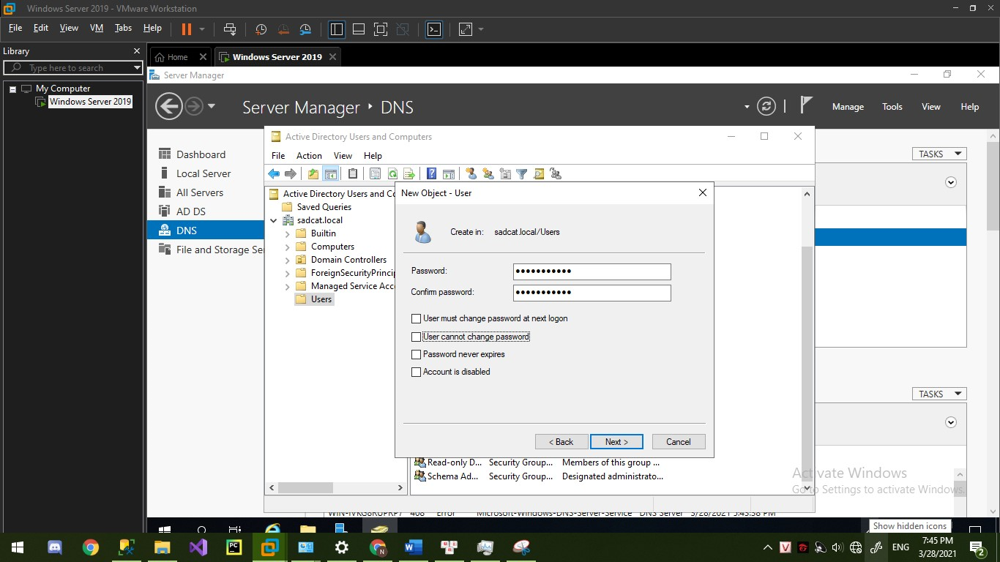 Windows Server 2019 - VMware Workstation
File Edit View VM Tabs Help
Library
Home
Windows Server 2019
Type here to search
Server Manager
My Computer
Windows Server 2019
Server Manager • DNS
Manage Tools View Help
Active Directory Users and Computers
Dashboard
TASKS
File Action View Help
Local Server
All Servers
Active Directory Users and Co
New Object - User
Saved Queries
AD DS
sadcat.local
DNS
Builtin
Create in: sadcat.local/Users
Computers
File and Storage Se
Domain Controllers
ForeignSecurityPrincip
Password: •••••••••••
Managed Service Acc
Confirm password: •••••••••••
Users
User must change password at next logon
User cannot change password
Password never expires
Account is disabled
TASKS
< Back Next > Cancel
Read-only D... Security Group... Members of this group ...
Schema Ad... Security Group... Designated administrato...
Activate Windows
Go to Settings to activate Windows.
408 Error Microsoft-Windows-DNS-Server-Service DNS Server 3/28/2021 5:43:58 PM
Show hidden icons
ENG
7:45 PM
3/28/2021
2